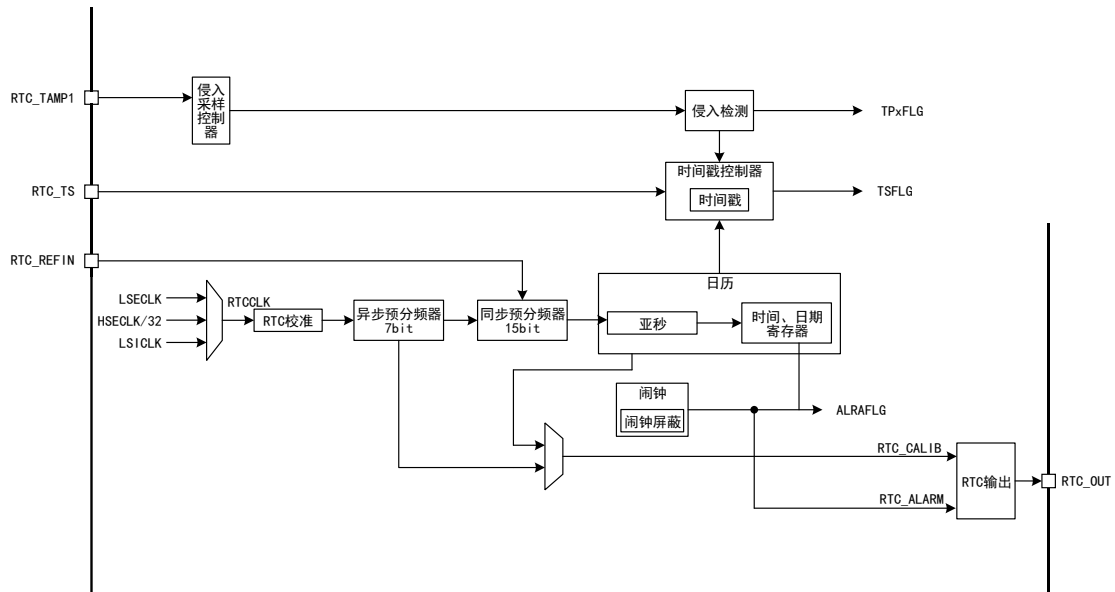 RTC_TAMP1
侵入
采样
控制
器
侵入检测
TPxFLG
RTC_TS
时间戳控制器
时间戳
TSFLG
RTC_REFIN
LSECLK
HSECLK/32
LSICLK
RTCCLK
RTC校准
异步预分频器
7bit
同步预分频器
15bit
日历
亚秒
时间、日期
寄存器
闹钟
闹钟屏蔽
ALRAFLG
RTC_CALIB
RTC_ALARM
RTC输出
RTC_OUT